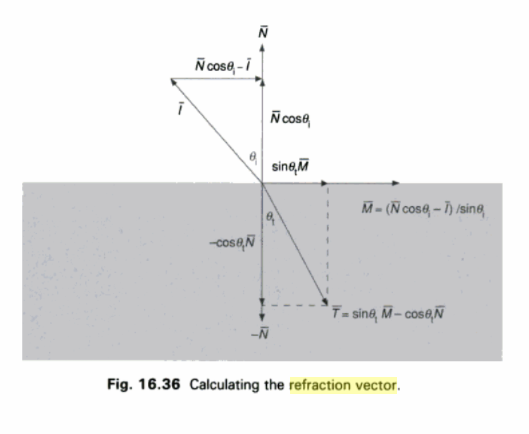 N̄
N̄ cosθᵢ – Ī
Ī
N̄ cosθᵢ
θᵢ
sinθₜM̄
M̄ = (N̄ cosθᵢ – Ī) /sinθᵢ
θₜ
–cosθₜN̄
T̄ = sinθₜ M̄ – cosθₜN̄
–N̄
Fig. 16.36 Calculating the refraction vector.